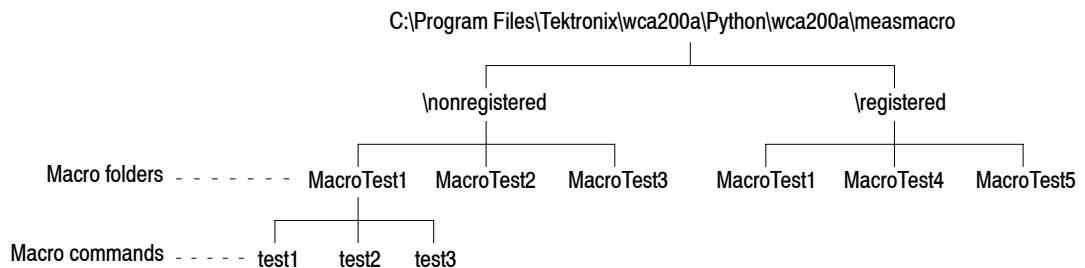 C:\Program Files\Tektronix\wca200a\Python\wca200a\measmacro
\nonregistered \registered
Macro folders MacroTest1 MacroTest2 MacroTest3 MacroTest1 MacroTest4 MacroTest5
Macro commands test1 test2 test3